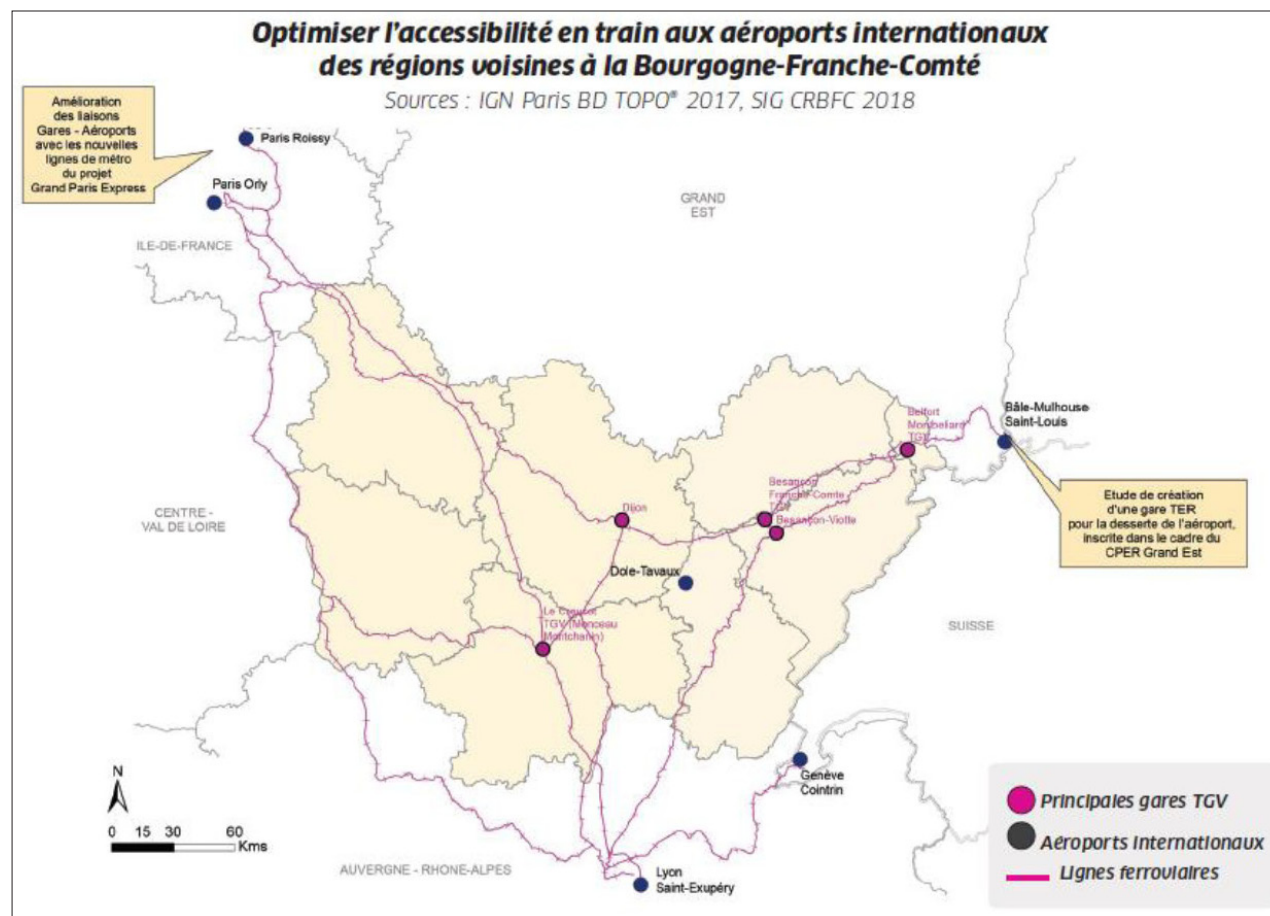 Optimiser l'accessibilité en train aux aéroports internationaux
des régions voisines à la Bourgogne-Franche-Comté
Sources : IGN Paris BD TOPO® 2017, SIG CRBFC 2018
Amélioration
des liaisons
Gares - Aéroports
avec les nouvelles
lignes de métro
du projet
Grand Paris Express
Paris Roissy
Paris Orly
GRAND
EST
ILE-DE-FRANCE
Belfort
Montbéliard
TGV
Bâle-Mulhouse
Saint-Louis
CENTRE -
VAL DE LOIRE
Besançon
Franche-Comté
TGV
Besançon-Viotte
Dijon
Etude de création
d'une gare TER
pour la desserte de l'aéroport,
inscrite dans le cadre du
CPER Grand Est
Dole-Tavaux
Le Creusot
TGV (Monceau
Montchanin)
SUISSE
Genève
Cointrin
N
0 15 30 60
Kms
AUVERGNE - RHONE-ALPES
Lyon
Saint-Exupéry
Principales gares TGV
Aéroports internationaux
Lignes ferroviaires